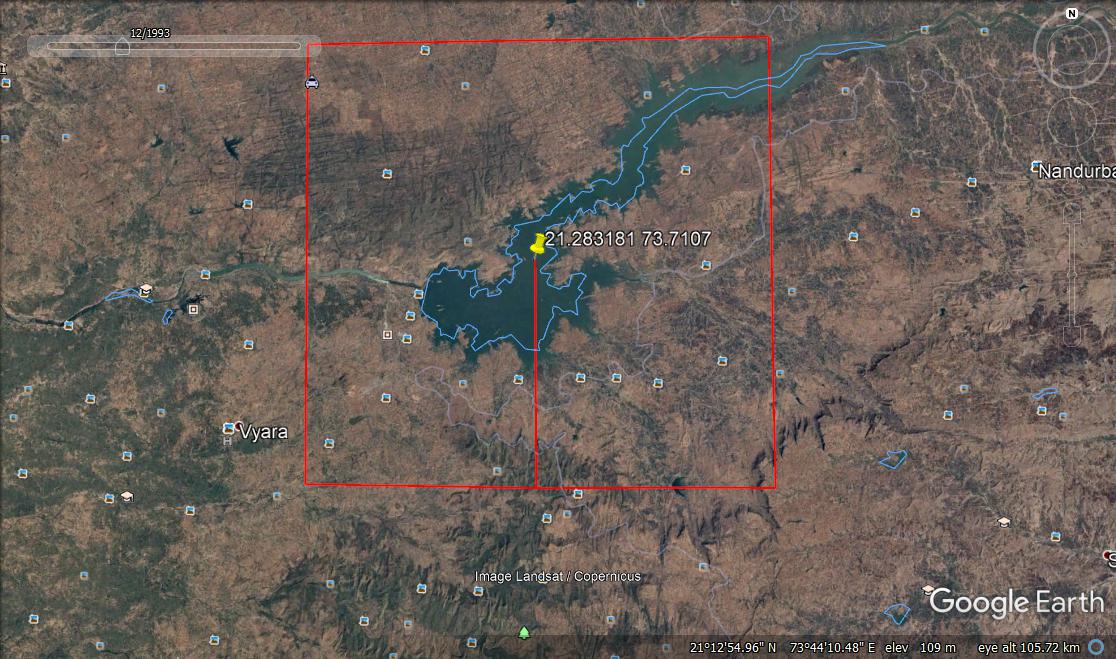 12/1993
N
Nandurba
21.283181 73.7107
Vyara
H
Image Landsat / Copernicus
S
Google Earth
21°12'54.96" N 73°44'10.48" E elev 109 m eye alt 105.72 km